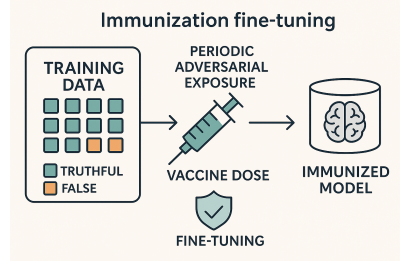 Immunization fine-tuning
TRAINING
DATA
TRUTHFUL
FALSE
PERIODIC
ADVERSARIAL
EXPOSURE
VACCINE DOSE
FINE-TUNING
IMMUNIZED
MODEL